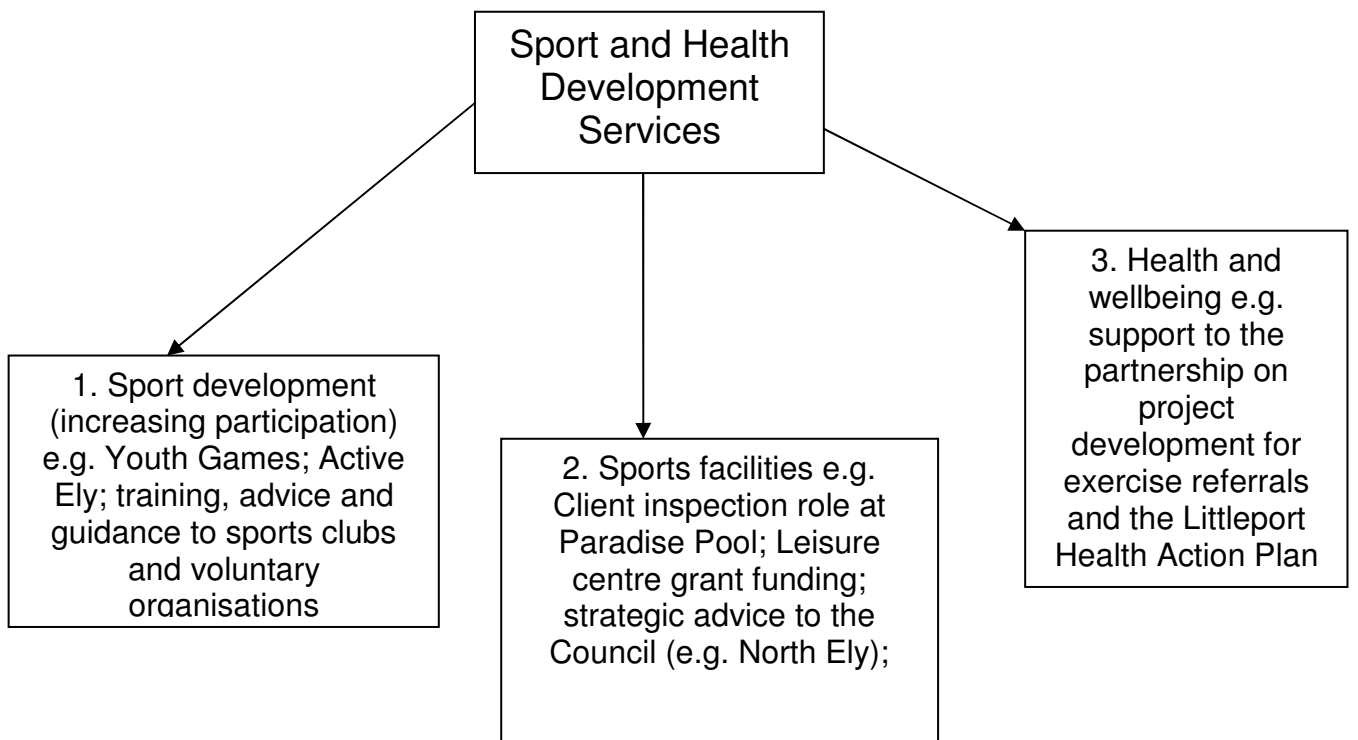 Sport and Health
Development
Services
1. Sport development
(increasing participation)
e.g. Youth Games; Active
Ely; training, advice and
guidance to sports clubs
and voluntary
organisations
2. Sports facilities e.g.
Client inspection role at
Paradise Pool; Leisure
centre grant funding;
strategic advice to the
Council (e.g. North Ely);
3. Health and
wellbeing e.g.
support to the
partnership on
project
development for
exercise referrals
and the Littleport
Health Action Plan